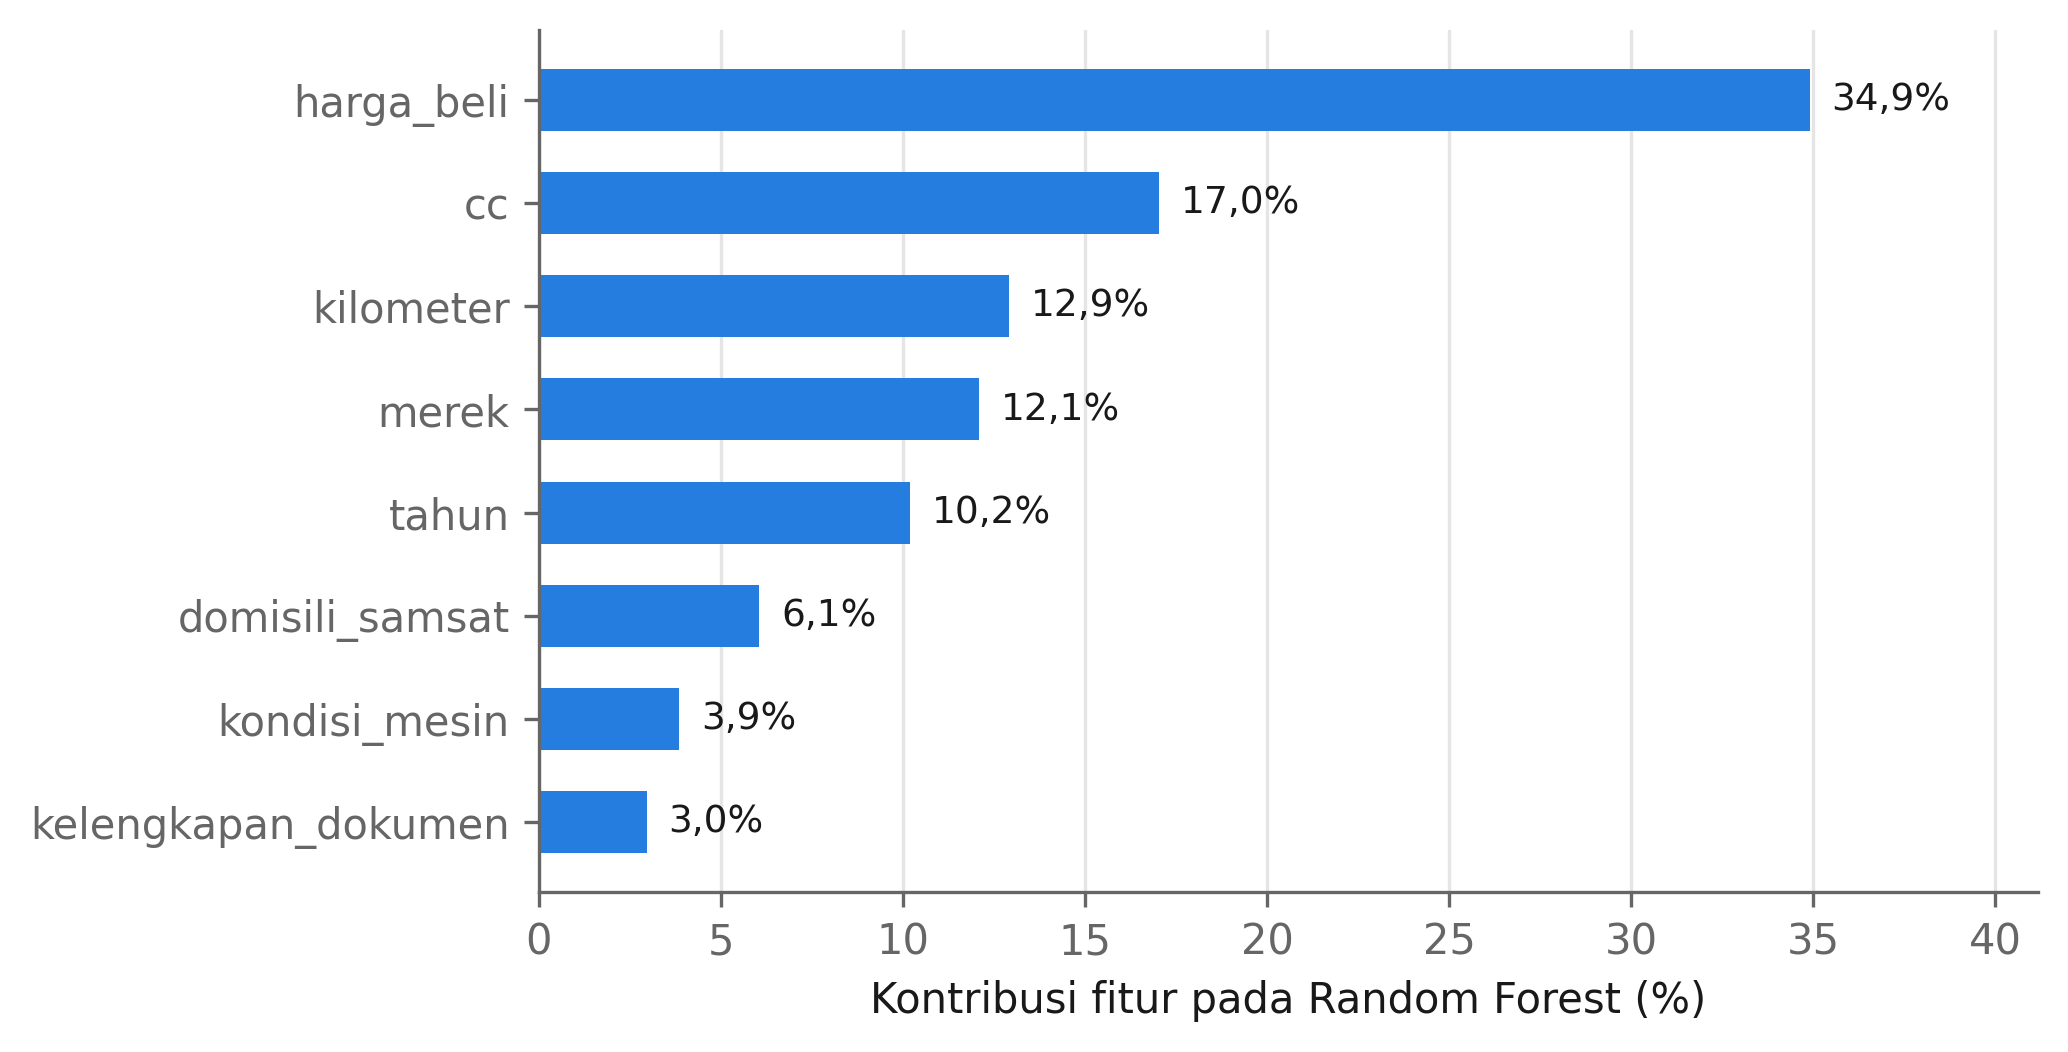 harga_beli 34,9%
cc 17,0%
kilometer 12,9%
merek 12,1%
tahun 10,2%
domisili_samsat 6,1%
kondisi_mesin 3,9%
kelengkapan_dokumen 3,0%
0 5 10 15 20 25 30 35 40
Kontribusi fitur pada Random Forest (%)